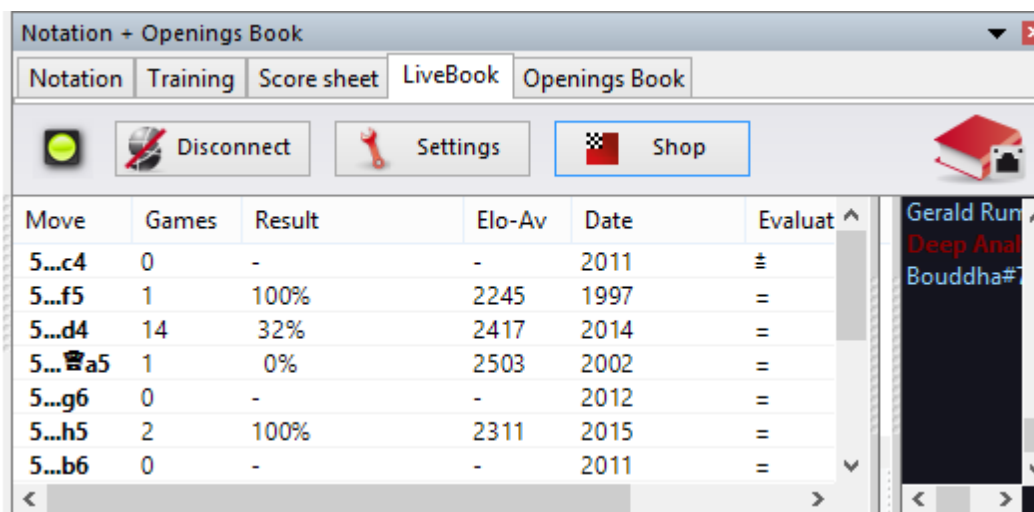 Notation + Openings Book
Notation Training Score sheet LiveBook Openings Book
Disconnect Settings Shop
Move Games Result Elo-Av Date Evaluat
5...c4 0 - - 2011 ⩲
5...f5 1 100% 2245 1997 =
5...d4 14 32% 2417 2014 =
5...♛a5 1 0% 2503 2002 =
5...g6 0 - - 2012 =
5...h5 2 100% 2311 2015 =
5...b6 0 - - 2011 =
Gerald Rum
Deep Anal
Bouddha#7